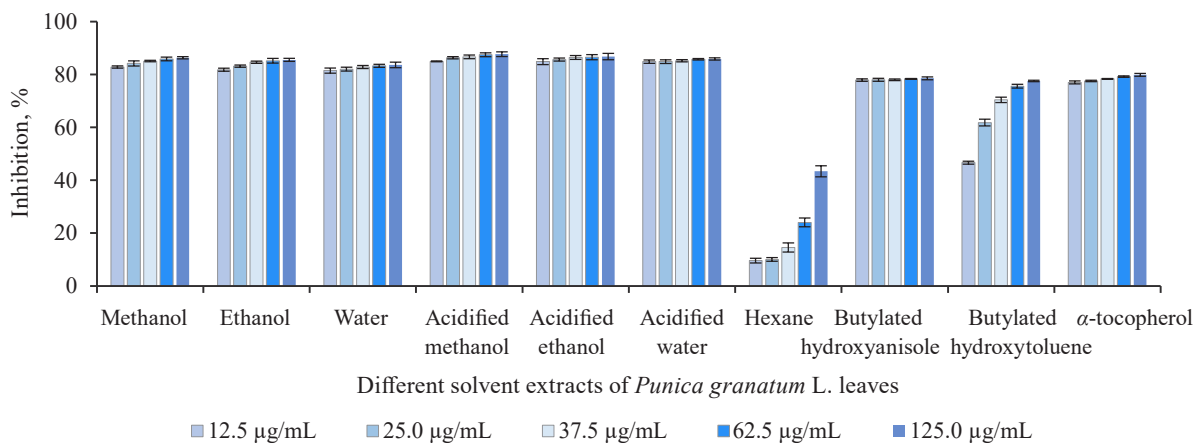 100
80
60
40
20
0
Inhibition, %
Methanol
Ethanol
Water
Acidified
methanol
Acidified
ethanol
Acidified
water
Hexane
Butylated
hydroxyanisole
Butylated
hydroxytoluene
α-tocopherol
Different solvent extracts of Punica granatum L. leaves
12.5 µg/mL
25.0 µg/mL
37.5 µg/mL
62.5 µg/mL
125.0 µg/mL